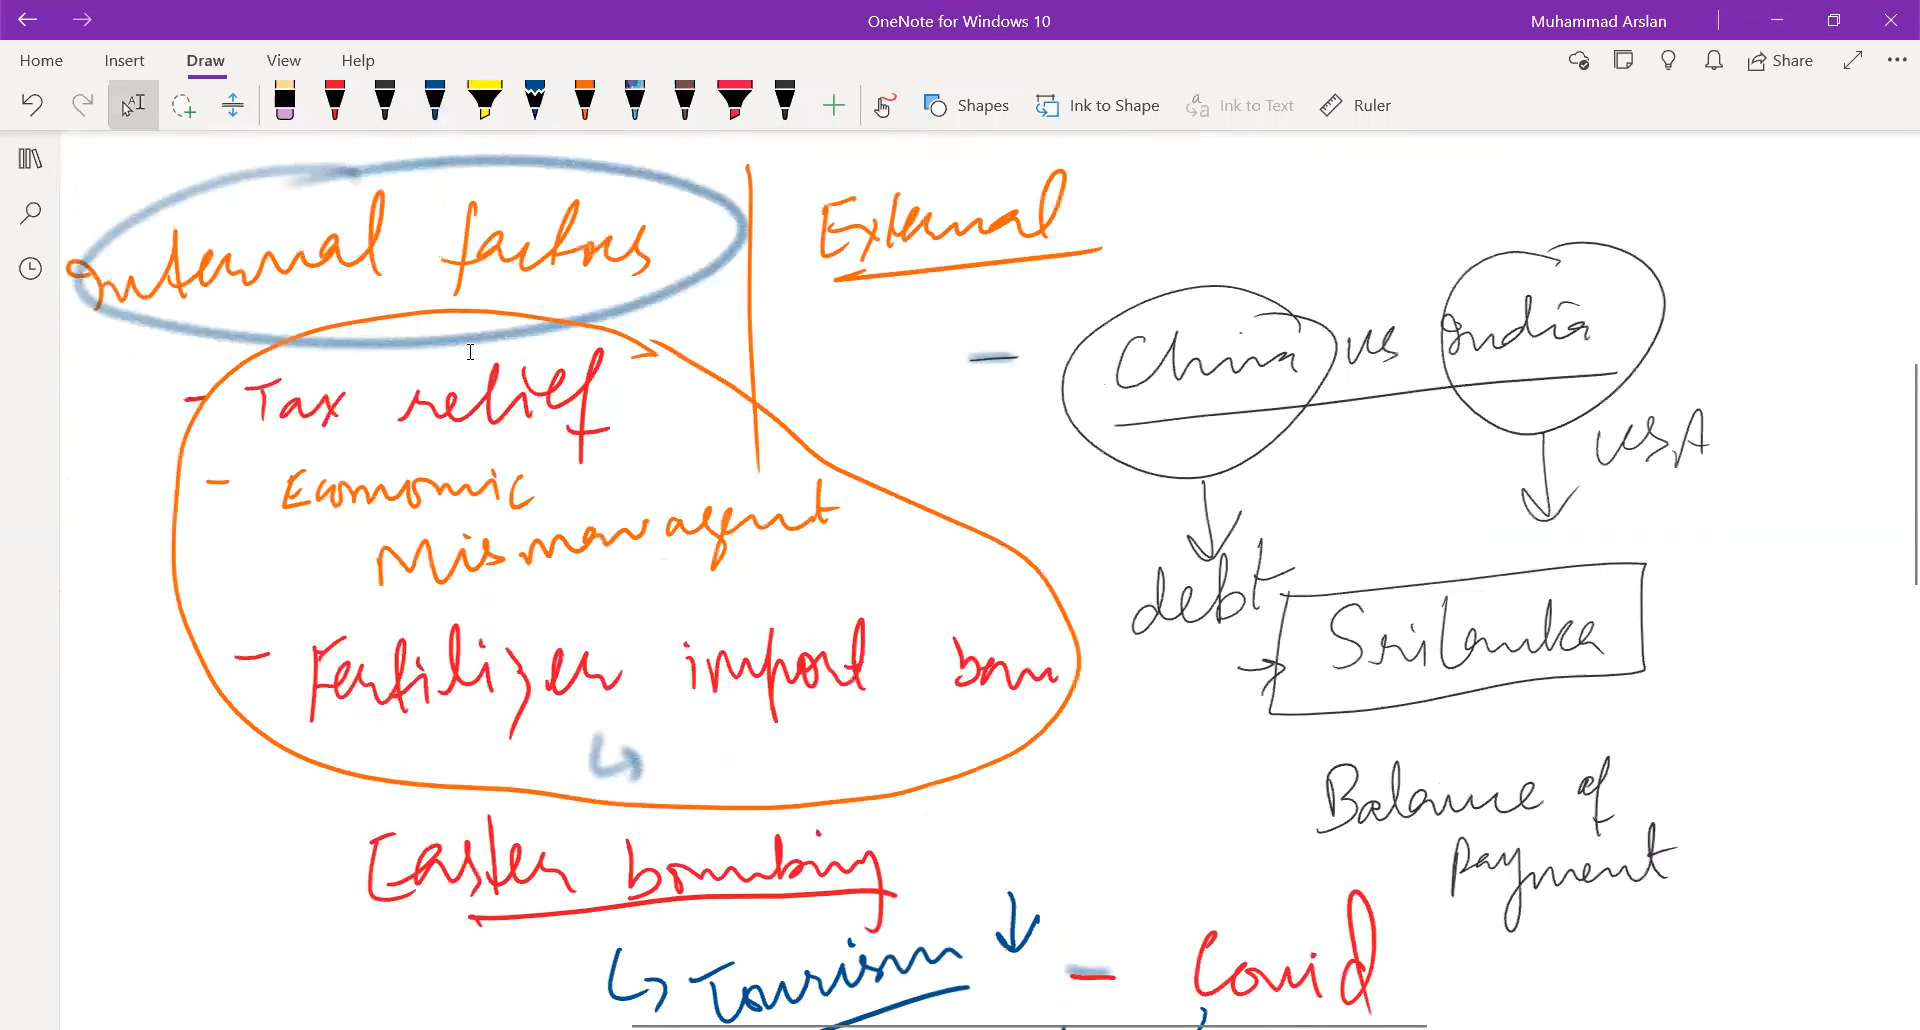 OneNote for Windows 10
Muhammad Arslan
Home Insert Draw View Help
Share
Shapes Ink to Shape Ink to Text Ruler
Internal factors
External
- Tax relief
- Economic
Mismanagent
- Fertilizer import ban
Easter bombing
↳ Tourism ↓ - Covid
China vs India
USA
debt
SriLanka
Balance of
payment